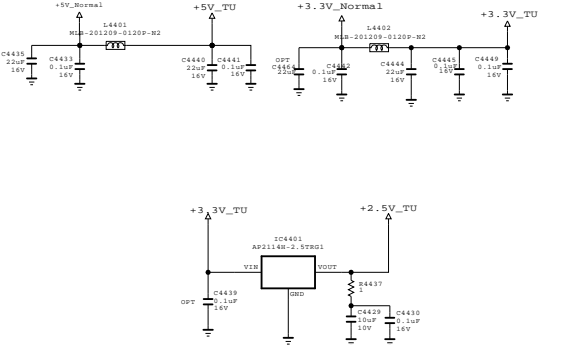 +5V_Normal
L4401
MLB-201209-0120P-N2
+5V_TU
C4435
22uF
16V
C4433
0.1uF
16V
C4440
22uF
16V
C4441
0.1uF
16V
+3.3V_Normal
L4402
MLB-201209-0120P-N2
+3.3V_TU
OPT
C4464
22uF
C4442
0.1uF
16V
C4444
22uF
16V
C4445
0.1uF
16V
C4449
0.1uF
16V
+3.3V_TU
+2.5V_TU
IC4401
AP2114H-2.5TRG1
VIN
VOUT
GND
OPT
C4439
0.1uF
16V
R4437
1
C4429
10uF
10V
C4430
0.1uF
16V